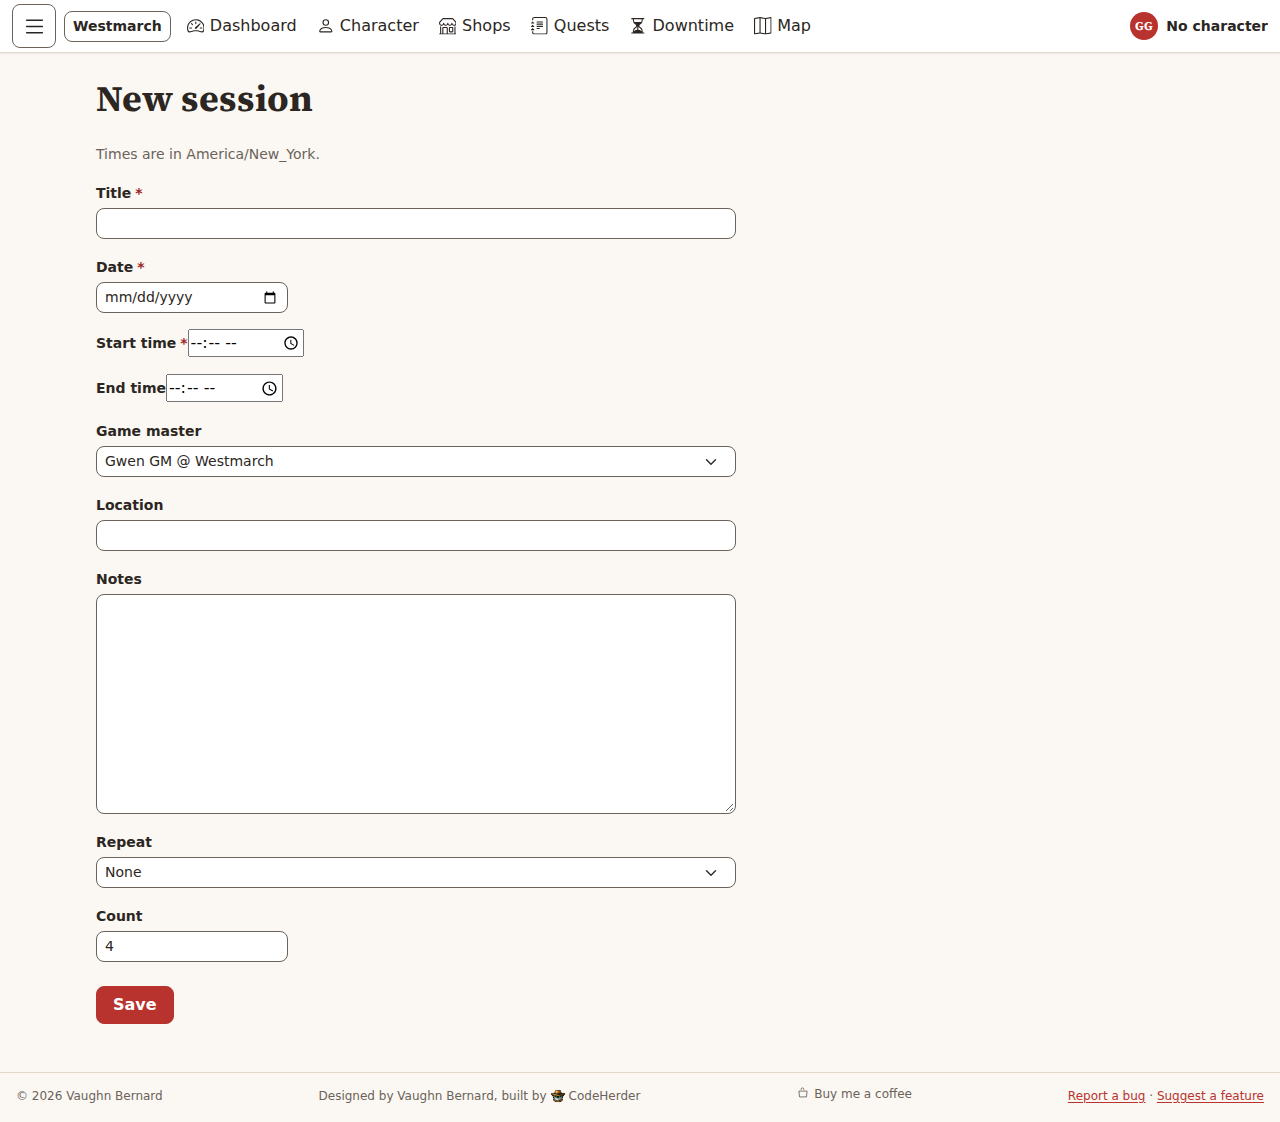 Westmarch Dashboard Character Shops Quests Downtime Map GG No character
New session
Times are in America/New_York.
Title *
Date *
mm/dd/yyyy
Start time * --:-- --
End time --:-- --
Game master
Gwen GM @ Westmarch
Location
Notes
Repeat
None
Count
4
Save
© 2026 Vaughn Bernard Designed by Vaughn Bernard, built by CodeHerder Buy me a coffee Report a bug · Suggest a feature